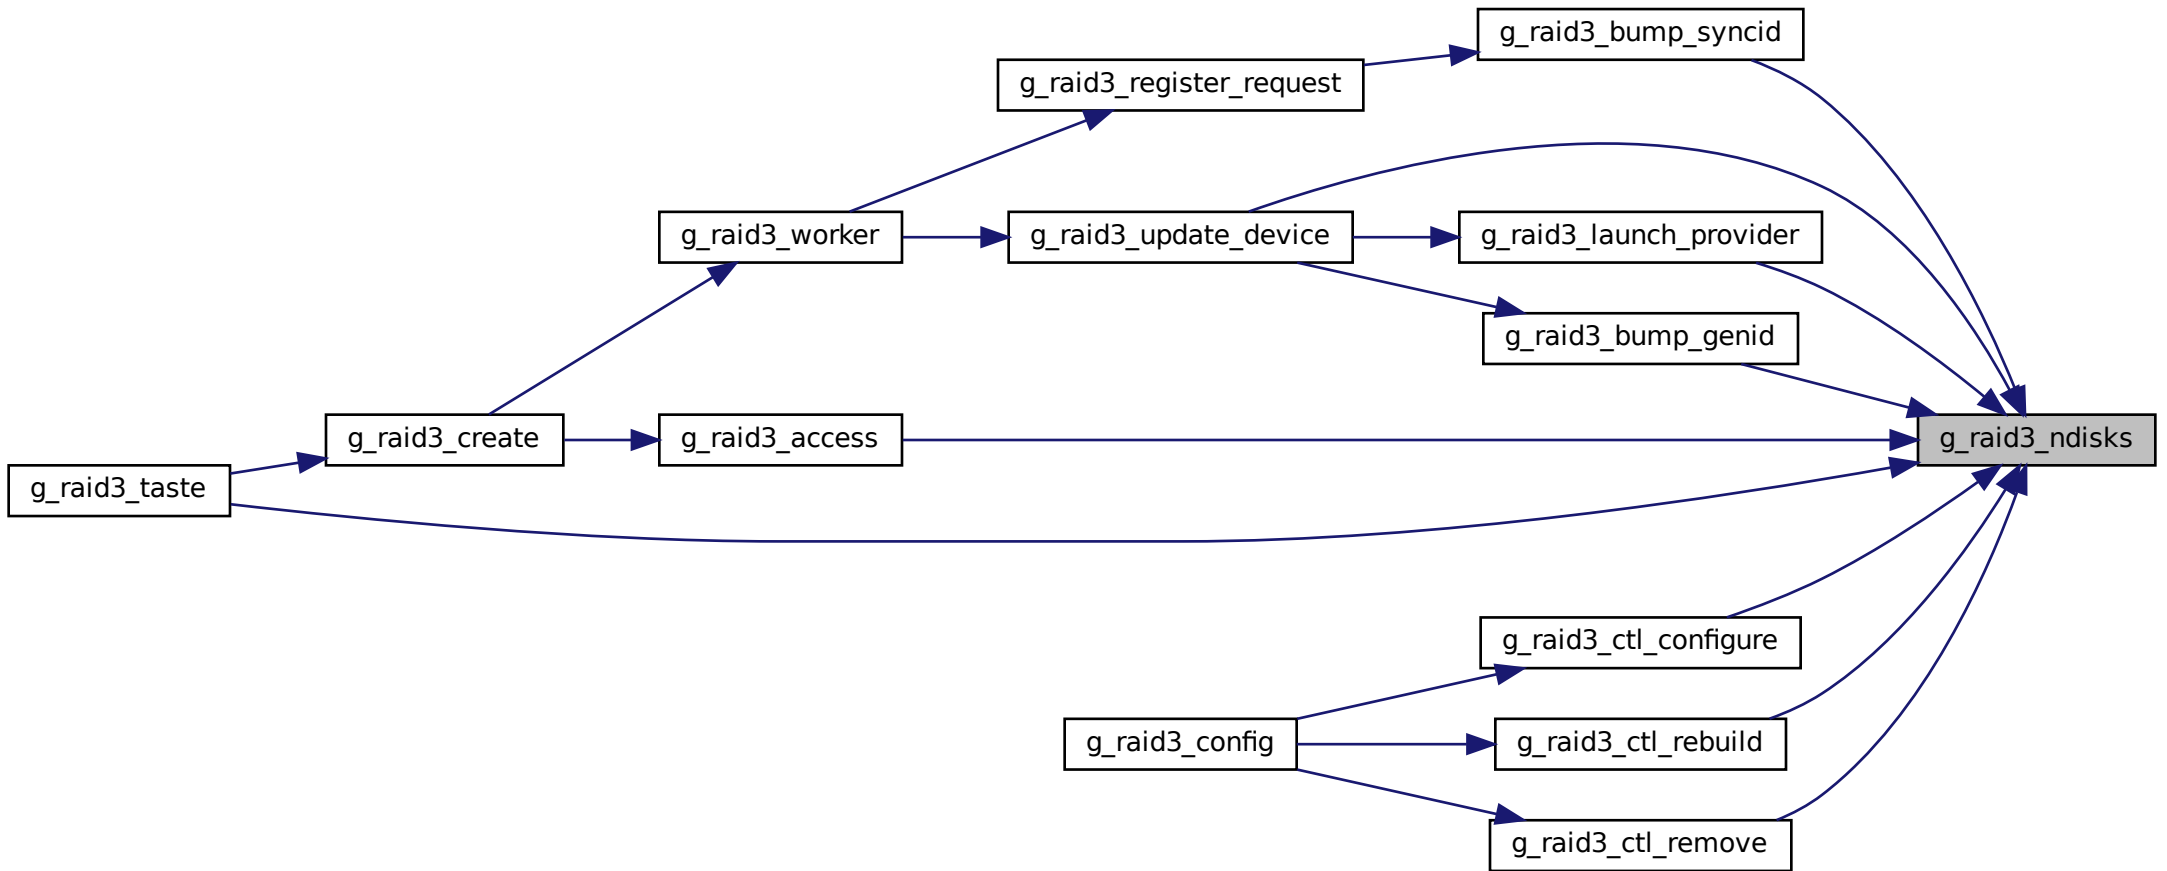 g_raid3_bump_syncid
g_raid3_register_request
g_raid3_worker
g_raid3_update_device
g_raid3_launch_provider
g_raid3_bump_genid
g_raid3_create
g_raid3_access
g_raid3_ndisks
g_raid3_taste
g_raid3_ctl_configure
g_raid3_config
g_raid3_ctl_rebuild
g_raid3_ctl_remove